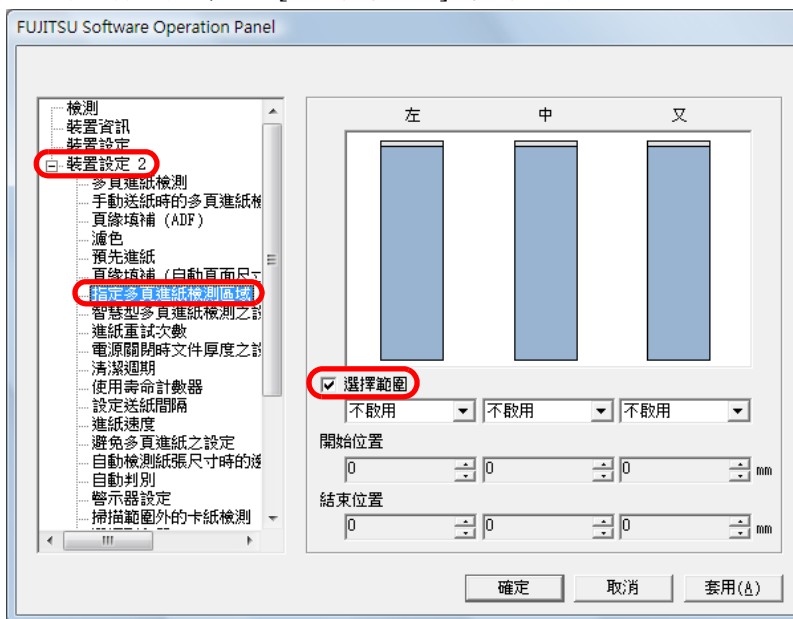 FUJITSU Software Operation Panel
檢測
裝置資訊
裝置設定
裝置設定 2
多頁進紙檢測
手動送紙時的多頁進紙檢
頁緣填補 (ADF)
濾色
預先進紙
頁緣填補 (自動頁面尺寸
指定多頁進紙檢測區域
智慧型多頁進紙檢測之設
進紙重試次數
電源關閉時文件厚度之設
清潔週期
使用壽命計數器
設定送紙間隔
進紙速度
避免多頁進紙之設定
自動檢測紙張尺寸時的逐
自動判別
警示器設定
掃描範圍外的卡紙檢測
左 中 又
選擇範圍
不啟用 不啟用 不啟用
開始位置
0 0 0 mm
結束位置
0 0 0 mm
確定 取消 套用(A)